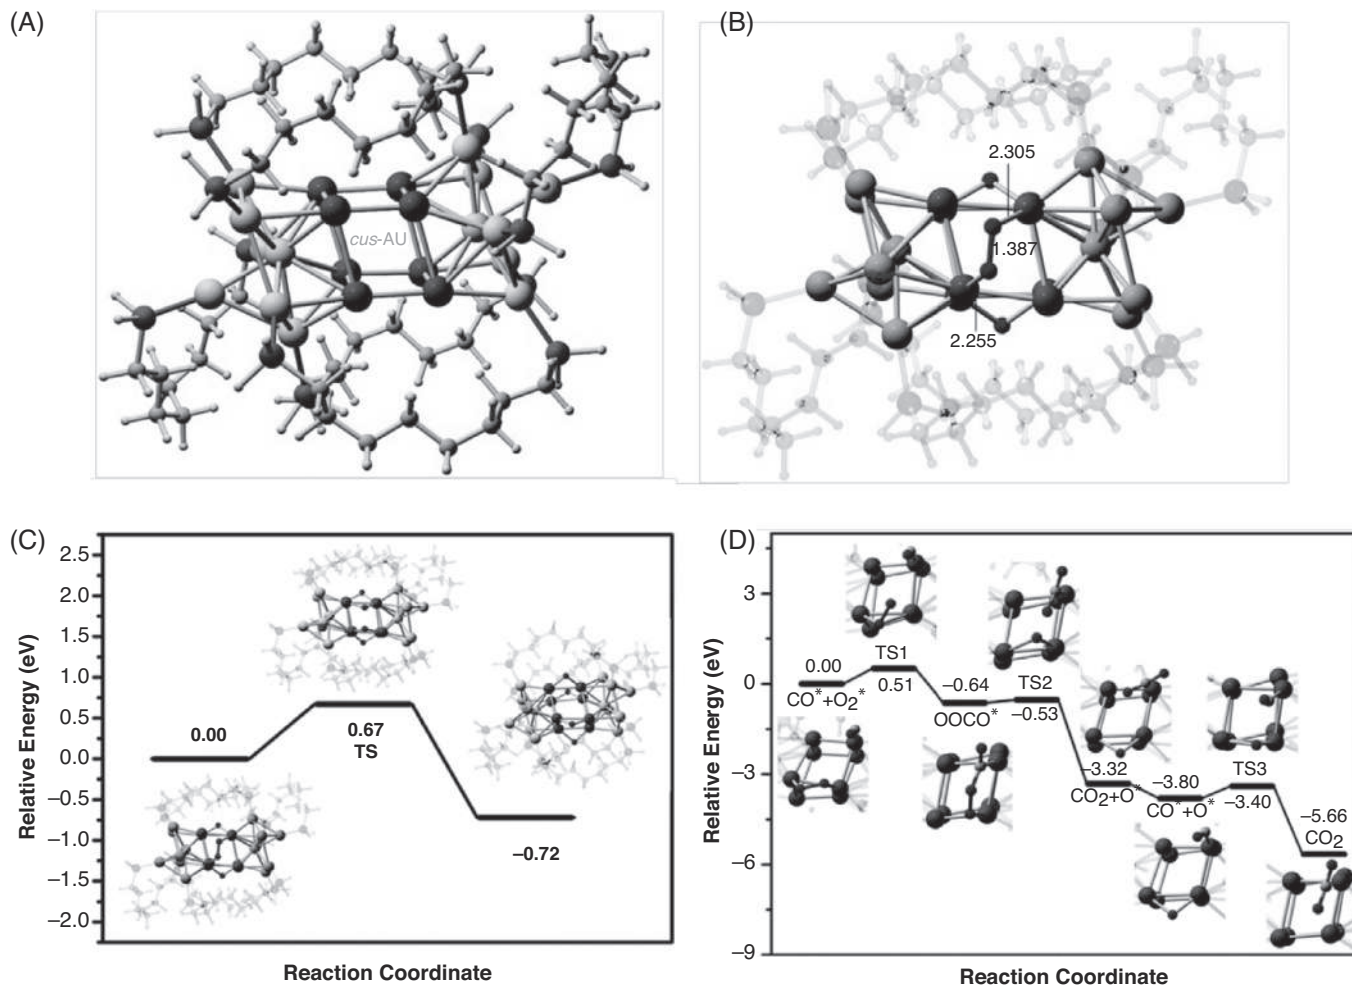 (A)
cus-AU
(B)
2.305
1.387
2.255
(C)
Relative Energy (eV)
2.5
2.0
1.5
1.0
0.5
0.0
–0.5
–1.0
–1.5
–2.0
0.00
0.67
TS
–0.72
Reaction Coordinate
(D)
Relative Energy (eV)
3
0
–3
–6
–9
0.00
CO*+O2*
TS1
0.51
–0.64
OOCO*
TS2
–0.53
–3.32
CO2+O*
–3.80
CO*+O*
TS3
–3.40
–5.66
CO2
Reaction Coordinate